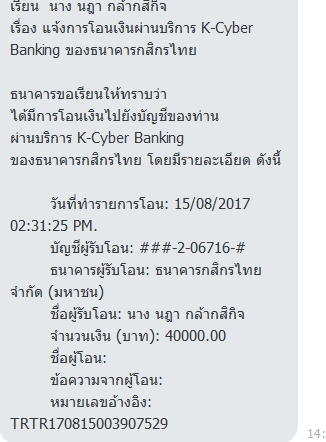 เรียน นาง นฎา กล้ากสิกิจ
เรื่อง แจ้งการโอนเงินผ่านบริการ K-Cyber
Banking ของธนาคารกสิกรไทย
ธนาคารขอเรียนให้ทราบว่า
ได้มีการโอนเงินไปยังบัญชีของท่าน
ผ่านบริการ K-Cyber Banking
ของธนาคารกสิกรไทย โดยมีรายละเอียด ดังนี้
วันที่ทำรายการโอน: 15/08/2017
02:31:25 PM.
บัญชีผู้รับโอน: ###-2-06716-#
ธนาคารผู้รับโอน: ธนาคารกสิกรไทย
จำกัด (มหาชน)
ชื่อผู้รับโอน: นาง นฎา กล้ากสิกิจ
จำนวนเงิน (บาท): 40000.00
ชื่อผู้โอน:
ข้อความจากผู้โอน:
หมายเลขอ้างอิง:
TRTR170815003907529
14: